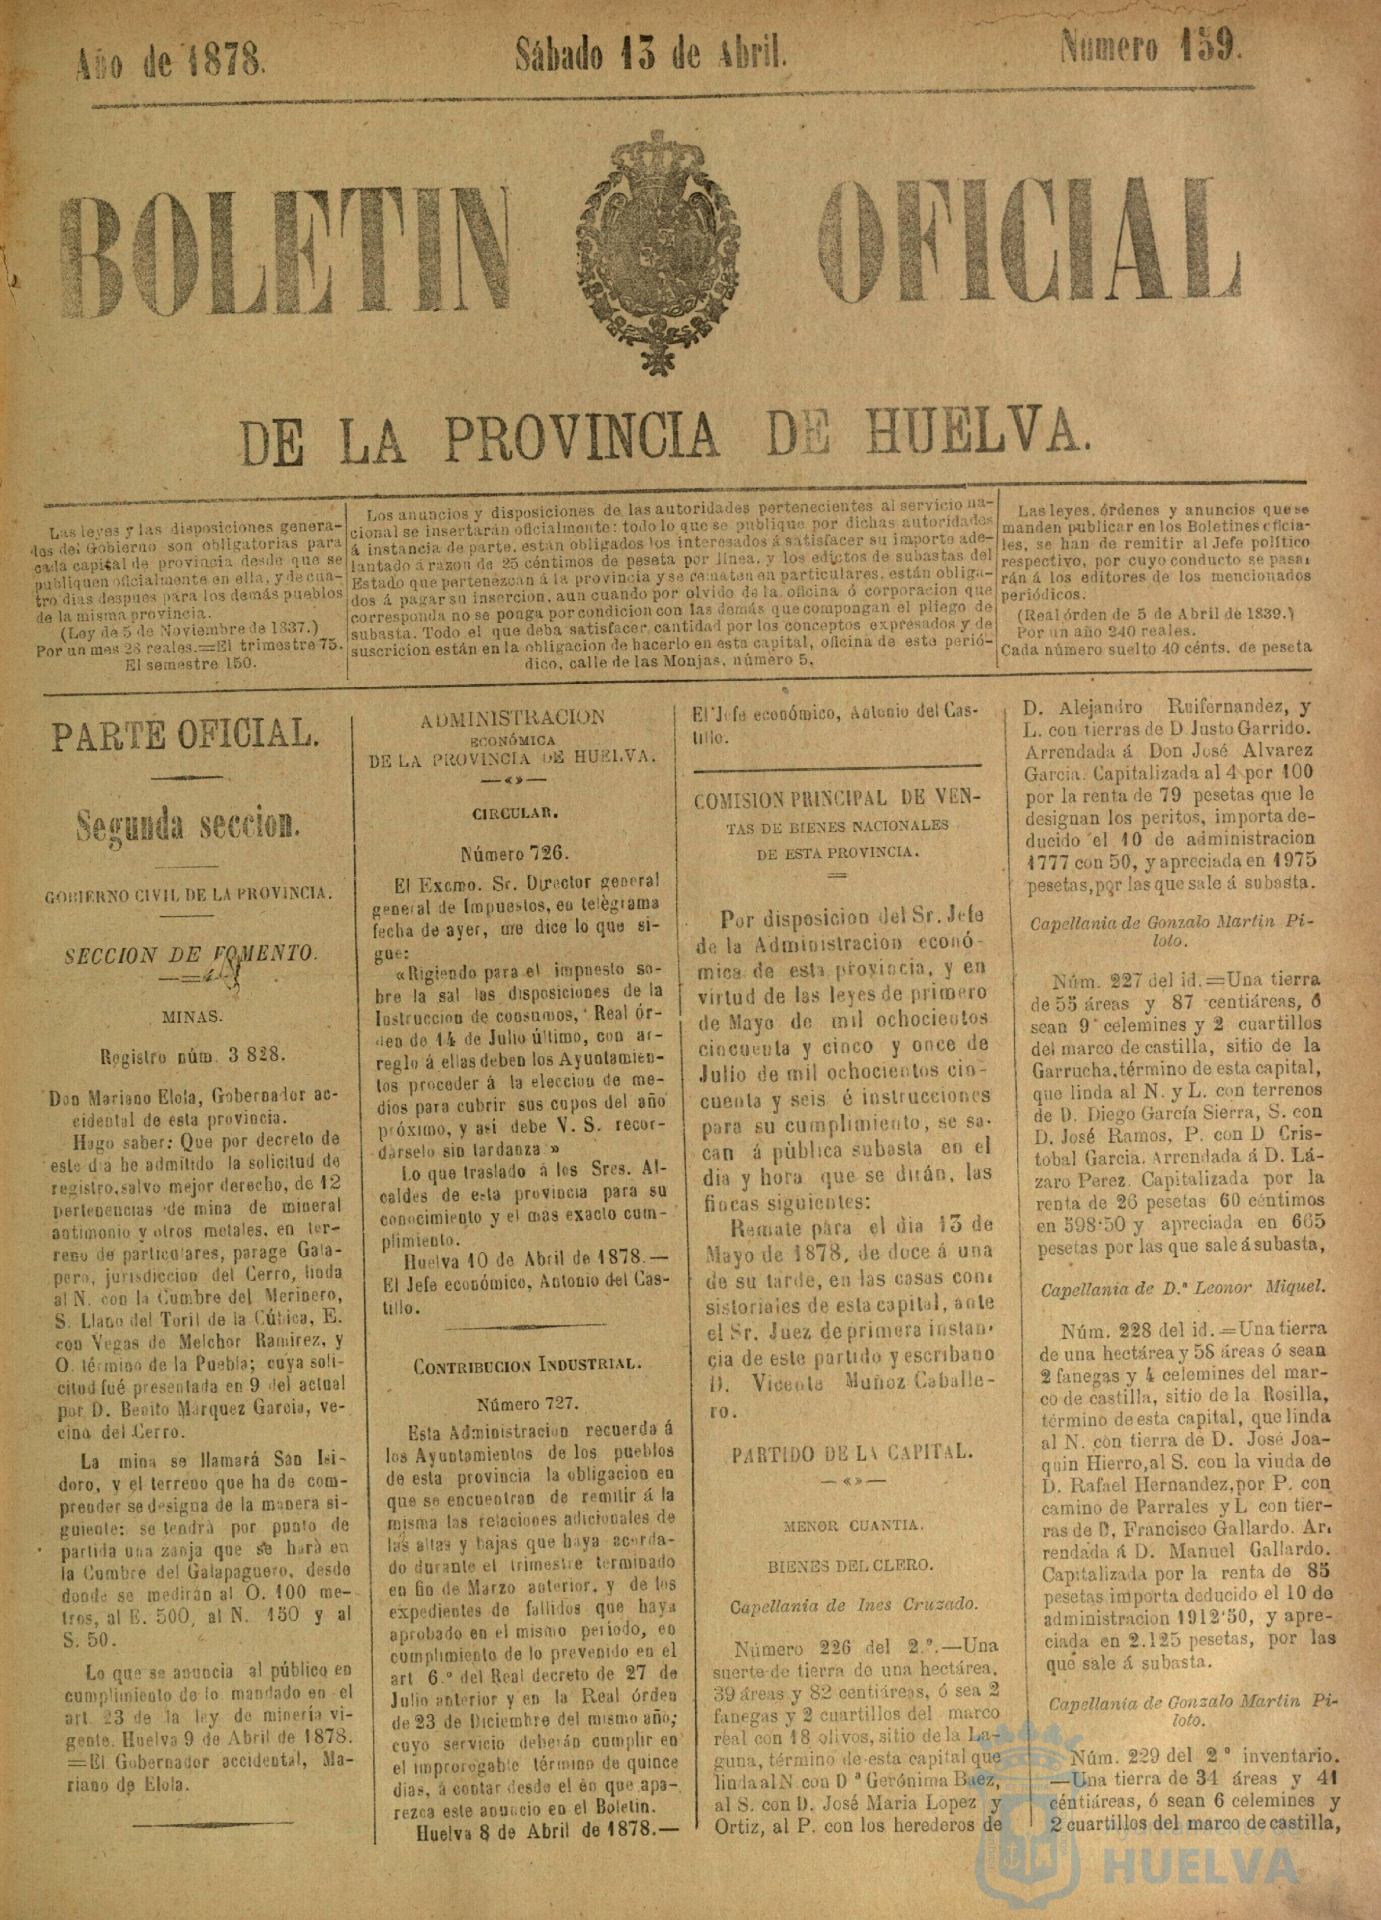 Año de 1878.
Sábado 13 de Abril.
Número 159.
BOLETIN OFICIAL
DE LA PROVINCIA DE HUELVA.
Las leyes y las disposiciones genera-
les del Gobierno son obligatorias para
cada capital de provincia desde que se
publiquen oficialmente en ella, y de cua-
tro dias despues para los demás pueblos
de la misma provincia.
(Ley de 5 de Noviembre de 1837.)
Por un mes 28 reales.=El trimestre 75.
El semestre 150.
Los anuncios y disposiciones de las autoridades pertenecientes al servicio na-
cional se insertarán oficialmente: todo lo que se publique por dichas autoridades
á instancia de parte, están obligados los interesados á satisfacer su importe ade-
lantado á razon de 25 céntimos de peseta por línea, y los edictos de subastas del
Estado que pertenezcan á la provincia y se rematen en particulares, están obliga-
dos á pagar su insercion, aun cuando por olvido de la oficina ó corporacion que
corresponda no se ponga por condicion con las demás que compongan el pliego de
subasta. Todo el que deba satisfacer cantidad por los conceptos expresados y de
suscricion están en la obligacion de hacerlo en esta capital, oficina de este perió-
dico, calle de las Monjas, número 5.
Las leyes, órdenes y anuncios que se
manden publicar en los Boletines oficia-
les, se han de remitir al Jefe político
respectivo, por cuyo conducto se pasa-
rán á los editores de los mencionados
periódicos.
(Real órden de 5 de Abril de 1839.)
Por un año 240 reales.
Cada número suelto 40 cénts. de peseta
PARTE OFICIAL.
Segunda seccion.
GOBIERNO CIVIL DE LA PROVINCIA.
SECCION DE FOMENTO.
MINAS.
Registro núm. 3 828.
Don Mariano Elola, Gobernador ac-
cidental de esta provincia.
Hago saber: Que por decreto de
este dia he admitido la solicitud de
registro, salvo mejor derecho, de 12
pertenencias de mina de mineral
antimonio y otros metales, en ter-
reno de particulares, parage Gala-
pero, jurisdiccion del Cerro, linda
al N. con la Cumbre del Merinero,
S. Llano del Toril de la Cúbica, E.
con Vegas de Melchor Ramirez, y
O. término de la Puebla; cuya soli-
citud fué presentada en 9 del actual
por D. Benito Márquez Garcia, ve-
cino del Cerro.
La mina se llamará San Isi-
doro, y el terreno que ha de com-
prender se designa de la manera si-
guiente: se tendrá por punto de
partida una zanja que se hará en
la Cumbre del Galapaguero, desde
donde se medirán al O. 100 me-
tros, al E. 500, al N. 150 y al
S. 50.
Lo que se anuncia al público en
cumplimiento de lo mandado en el
art. 23 de la ley de minería vi-
gente. Huelva 9 de Abril de 1878.
=El Gobernador accidental, Ma-
riano de Elola.
ADMINISTRACION
ECONÓMICA
DE LA PROVINCIA DE HUELVA.
—«»—
CIRCULAR.
Número 726.
El Excmo. Sr. Director general
general de Impuestos, en telégrama
fecha de ayer, me dice lo que si-
gue:
«Rigiendo para el impuesto so-
bre la sal las disposiciones de la
Instruccion de consumos, Real ór-
den de 14 de Julio último, con ar-
reglo á ellas deben los Ayuntamien-
tos proceder á la eleccion de me-
dios para cubrir sus cupos del año
próximo, y asi debe V. S. recor-
dárselo sin tardanza »
Lo que traslado á los Sres. Al-
caldes de esta provincia para su
conocimiento y el mas exacto cum-
plimiento.
Huelva 10 de Abril de 1878.—
El Jefe económico, Antonio del Cas-
tillo.
CONTRIBUCION INDUSTRIAL.
Número 727.
Esta Administracion recuerda á
los Ayuntamientos de los pueblos
de esta provincia la obligacion en
que se encuentran de remitir á la
misma las relaciones adicionales de
las altas y bajas que haya acorda-
do durante el trimestre terminado
en fin de Marzo anterior, y de los
expedientes de fallidos que haya
aprobado en el mismo período, en
cumplimiento de lo prevenido en el
art 6.º del Real decreto de 27 de
Julio anterior y en la Real órden
de 23 de Diciembre del mismo año;
cuyo servicio deberán cumplir en
el improrogable término de quince
dias, á contar desde el en que apa-
rezca este anuncio en el Boletin.
Huelva 8 de Abril de 1878.—
El Jefe económico, Antonio del Cas-
tillo.
COMISION PRINCIPAL DE VEN-
TAS DE BIENES NACIONALES
DE ESTA PROVINCIA.
Por disposicion del Sr. Jefe
de la Administracion econó-
mica de esta provincia, y en
virtud de las leyes de primero
de Mayo de mil ochocientos
cincuenta y cinco y once de
Julio de mil ochocientos cin-
cuenta y seis é instrucciones
para su cumplimiento, se sa-
can á pública subasta en el
dia y hora que se dirán, las
fincas siguientes:
Remate para el dia 13 de
Mayo de 1878, de doce á una
de su tarde, en las casas con-
sistoriales de esta capital, ante
el Sr. Juez de primera instan-
cia de este partido y escribano
D. Vicente Muñoz Caballe-
ro.
PARTIDO DE LA CAPITAL.
—«»—
MENOR CUANTIA.
BIENES DEL CLERO.
Capellanía de Ines Cruzado.
Número 226 del 2.º.—Una
suerte de tierra de una hectárea,
39 áreas y 82 centiáreas, ó sea 2
fanegas y 2 cuartillos del marco
real con 18 olivos, sitio de la La-
guna, término de esta capital que
linda al N. con Dª Gerónima Baez,
al S. con D. José Maria Lopez y
Ortiz, al P. con los herederos de
D. Alejandro Ruifernandez, y
L. con tierras de D Justo Garrido.
Arrendada á Don José Alvarez
Garcia. Capitalizada al 4 por 100
por la renta de 79 pesetas que le
designan los peritos, importa de-
ducido el 10 de administracion
1777 con 50, y apreciada en 1975
pesetas, por las que sale á subasta.
Capellania de Gonzalo Martin Pi-
loto.
Núm. 227 del id.=Una tierra
de 55 áreas y 87 centiáreas, ó
sean 9 celemines y 2 cuartillos
del marco de castilla, sitio de la
Garrucha, término de esta capital,
que linda al N. y L. con terrenos
de D. Diego García Sierra, S. con
D. José Ramos, P. con D Cris-
tobal Garcia. Arrendada á D. Lá-
zaro Perez. Capitalizada por la
renta de 26 pesetas 60 céntimos
en 598'50 y apreciada en 665
pesetas por las que sale á subasta,
Capellania de D.ª Leonor Miquel.
Núm. 228 del id.=Una tierra
de una hectárea y 58 áreas ó sean
2 fanegas y 4 celemines del mar-
co de castilla, sitio de la Rosilla,
término de esta capital, que linda
al N. con tierra de D. José Joa-
quin Hierro, al S. con la viuda de
D. Rafael Hernandez, por P. con
camino de Parrales y L con tier-
ras de D, Francisco Gallardo. Ar-
rendada á D. Manuel Gallardo.
Capitalizada por la renta de 85
pesetas importa deducido el 10 de
administracion 1912'50, y apre-
ciada en 2.125 pesetas, por las
que sale á subasta.
Capellania de Gonzalo Martin Pi-
loto.
Núm. 229 del 2º inventario.
—Una tierra de 34 áreas y 41
céntiáreas, ó sean 6 celemines y
2 cuartillos del marco de castilla,
Ayuntamiento de
HUELVA